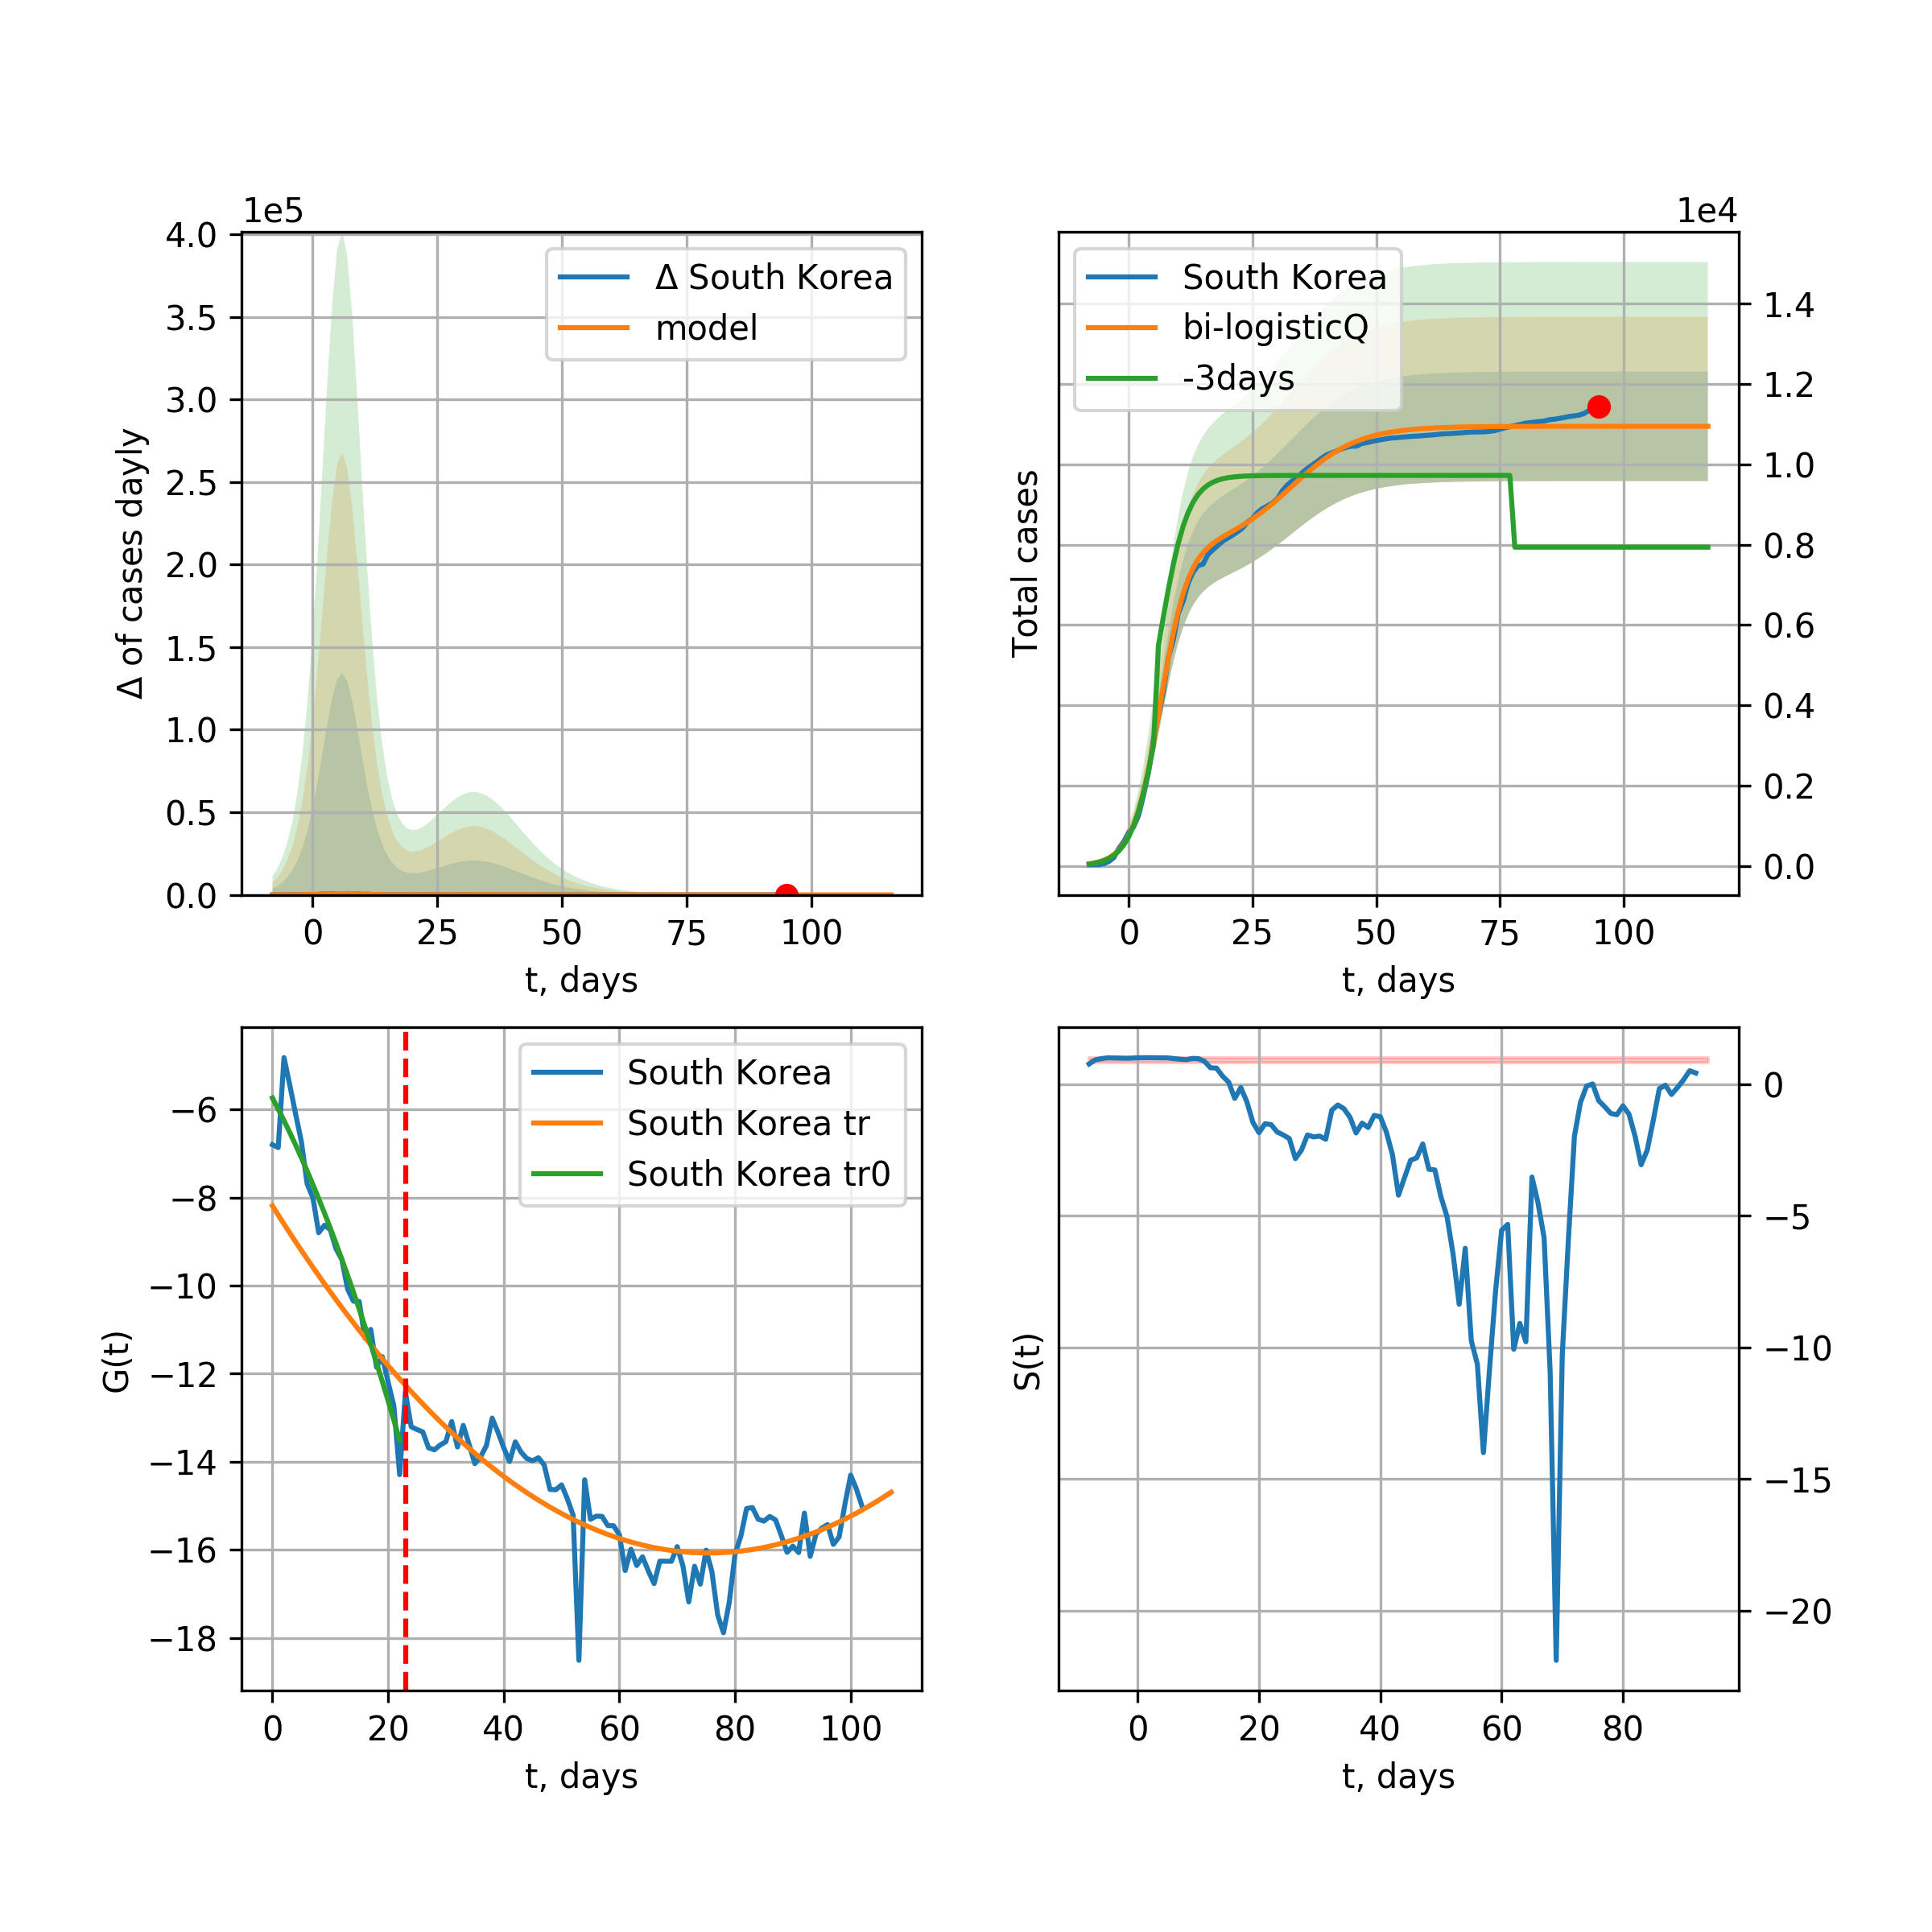 1e5
4.0
3.5
3.0
2.5
2.0
1.5
1.0
0.5
0.0
Δ of cases dayly
Δ South Korea
model
0 25 50 75 100
t, days
1e4
1.4
1.2
1.0
0.8
0.6
0.4
0.2
0.0
Total cases
South Korea
bi-logisticQ
-3days
0 25 50 75 100
t, days
−6
−8
−10
−12
−14
−16
−18
G(t)
South Korea
South Korea tr
South Korea tr0
0 20 40 60 80 100
t, days
0
−5
−10
−15
−20
S(t)
0 20 40 60 80
t, days